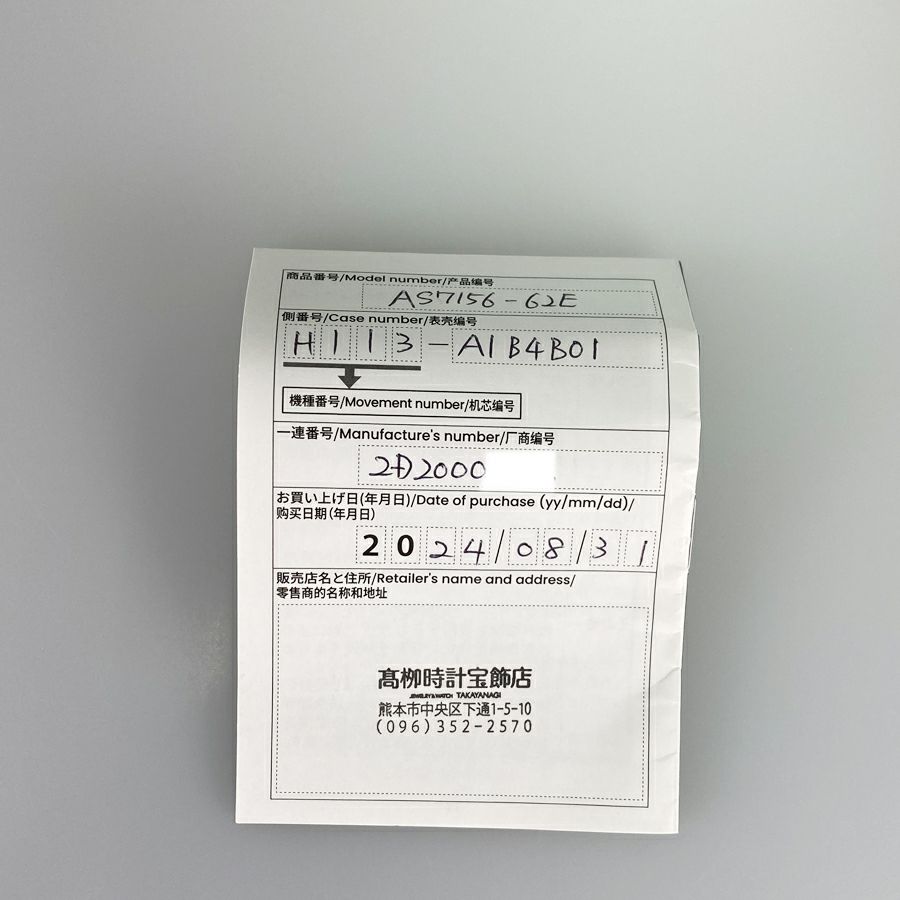 商品番号/Model number/产品编号
AS7156-62E
側番号/Case number/表壳编号
H113-A1B4B01
機種番号/Movement number/机芯编号
一連番号/Manufacture's number/厂商编号
2D2000
お買い上げ日(年月日)/Date of purchase (yy/mm/dd)/
购买日期(年月日)
2024/08/31
販売店名と住所/Retailer's name and address/
零售商的名称和地址
髙栁時計宝飾店
JEWELRY&WATCH TAKAYANAGI
熊本市中央区下通1-5-10
(096)352-2570